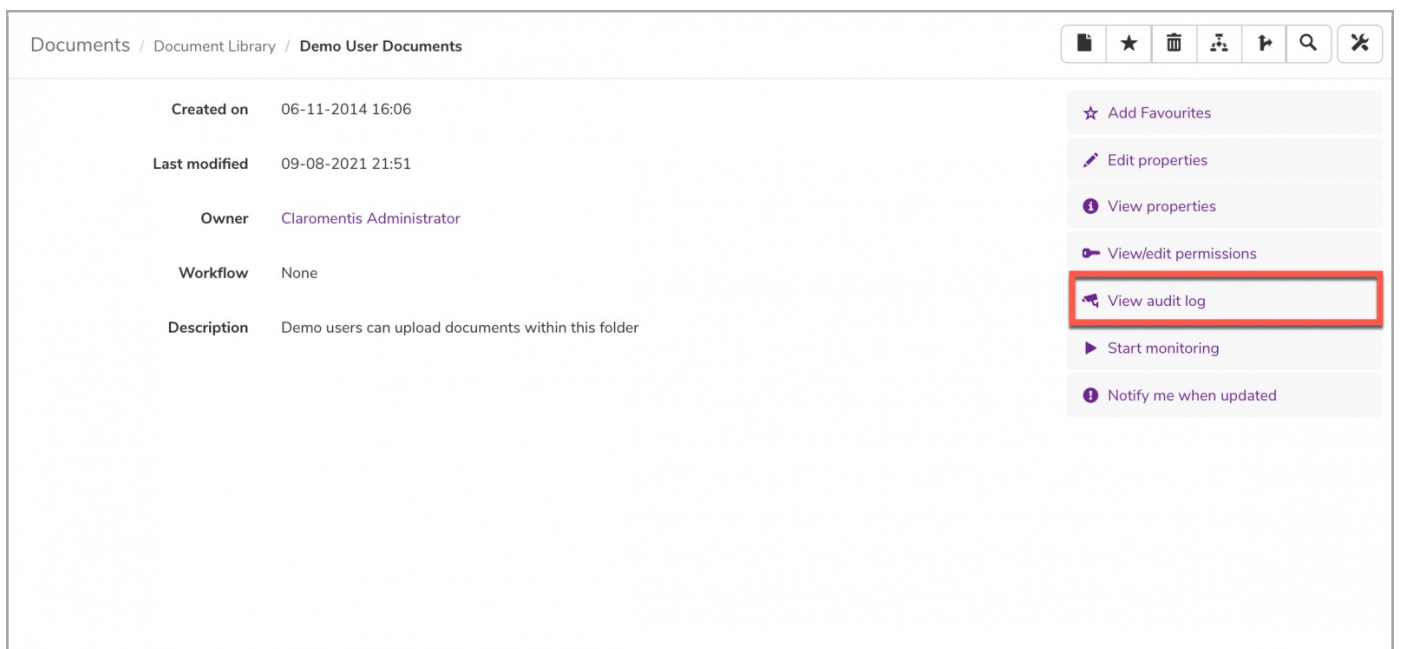 Documents / Document Library / Demo User Documents
Created on 06-11-2014 16:06
Last modified 09-08-2021 21:51
Owner Claromentis Administrator
Workflow None
Description Demo users can upload documents within this folder
Add Favourites
Edit properties
View properties
View/edit permissions
View audit log
Start monitoring
Notify me when updated